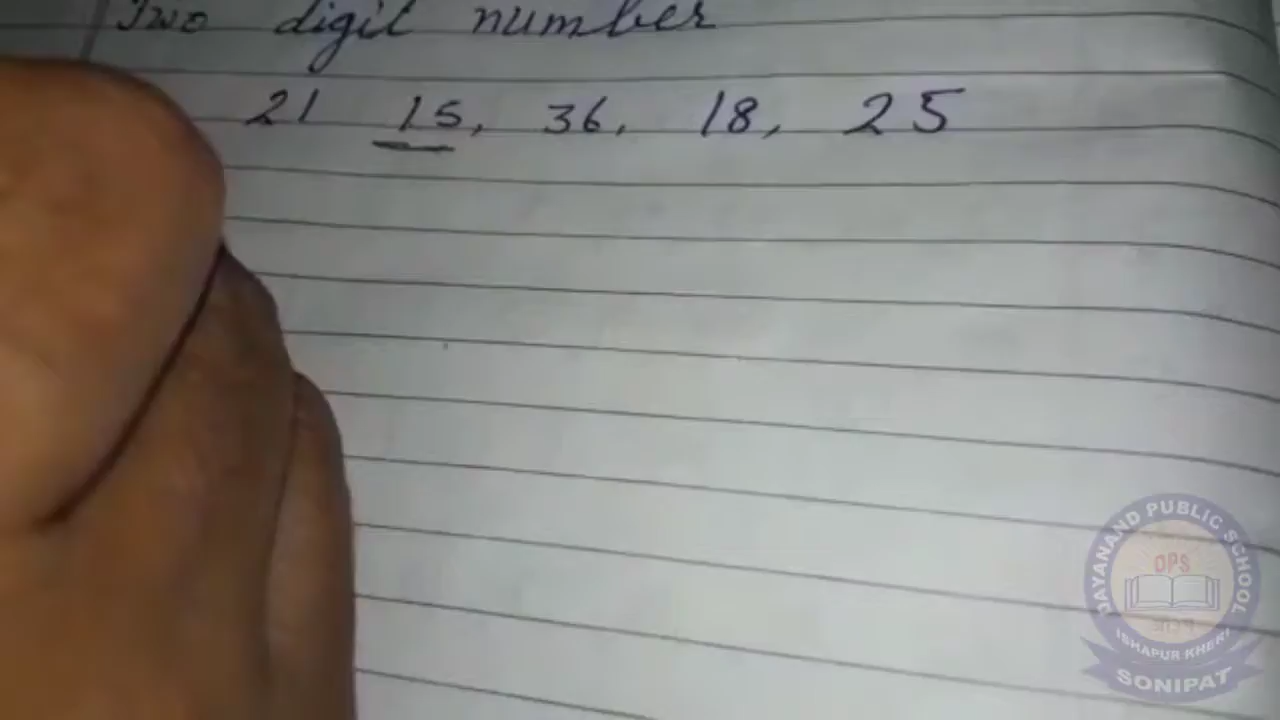 Two digit number
21 15, 36, 18, 25
DAYANAND PUBLIC SCHOOL
DPS
ISHAPUR KHERI
SONIPAT